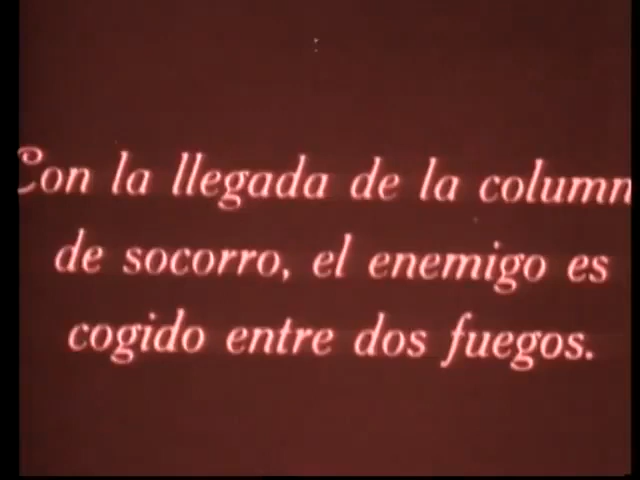 Con la llegada de la column
de socorro, el enemigo es
cogido entre dos fuegos.